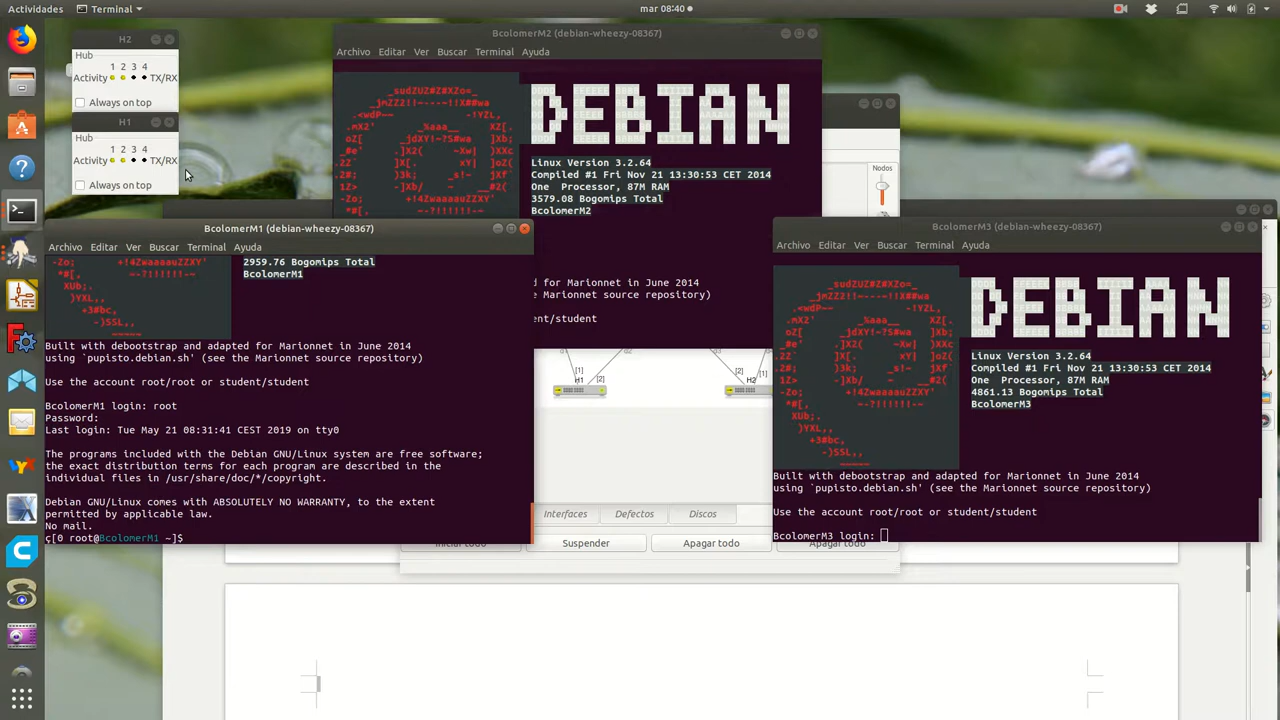 Actividades
Terminal
mar 08:40
H2
Hub
1 2 3 4
Activity TX/RX
Always on top
H1
Hub
1 2 3 4
Activity TX/RX
Always on top
BcolomerM2 (debian-wheezy-08367)
Archivo Editar Ver Buscar Terminal Ayuda
DEBIAN
Linux Version 3.2.64
Compiled #1 Fri Nov 21 13:30:53 CET 2014
One Processor, 87M RAM
3579.08 Bogomips Total
BcolomerM2
d for Marionnet in June 2014
e Marionnet source repository)
ent/student
Nodos
BcolomerM1 (debian-wheezy-08367)
Archivo Editar Ver Buscar Terminal Ayuda
2959.76 Bogomips Total
BcolomerM1
Built with debootstrap and adapted for Marionnet in June 2014
using `pupisto.debian.sh' (see the Marionnet source repository)
Use the account root/root or student/student
BcolomerM1 login: root
Password:
Last login: Tue May 21 08:31:41 CEST 2019 on tty0
The programs included with the Debian GNU/Linux system are free software;
the exact distribution terms for each program are described in the
individual files in /usr/share/doc/*/copyright.
Debian GNU/Linux comes with ABSOLUTELY NO WARRANTY, to the extent
permitted by applicable law.
No mail.
ç[0 root@BcolomerM1 ~]$
[1]
H1
[2]
[2]
[1]
H2
Interfaces Defectos Discos
Iniciar todo Suspender Apagar todo Apagar todo
BcolomerM3 (debian-wheezy-08367)
Archivo Editar Ver Buscar Terminal Ayuda
DEBIAN
Linux Version 3.2.64
Compiled #1 Fri Nov 21 13:30:53 CET 2014
One Processor, 87M RAM
4861.13 Bogomips Total
BcolomerM3
Built with debootstrap and adapted for Marionnet in June 2014
using `pupisto.debian.sh' (see the Marionnet source repository)
Use the account root/root or student/student
BcolomerM3 login: